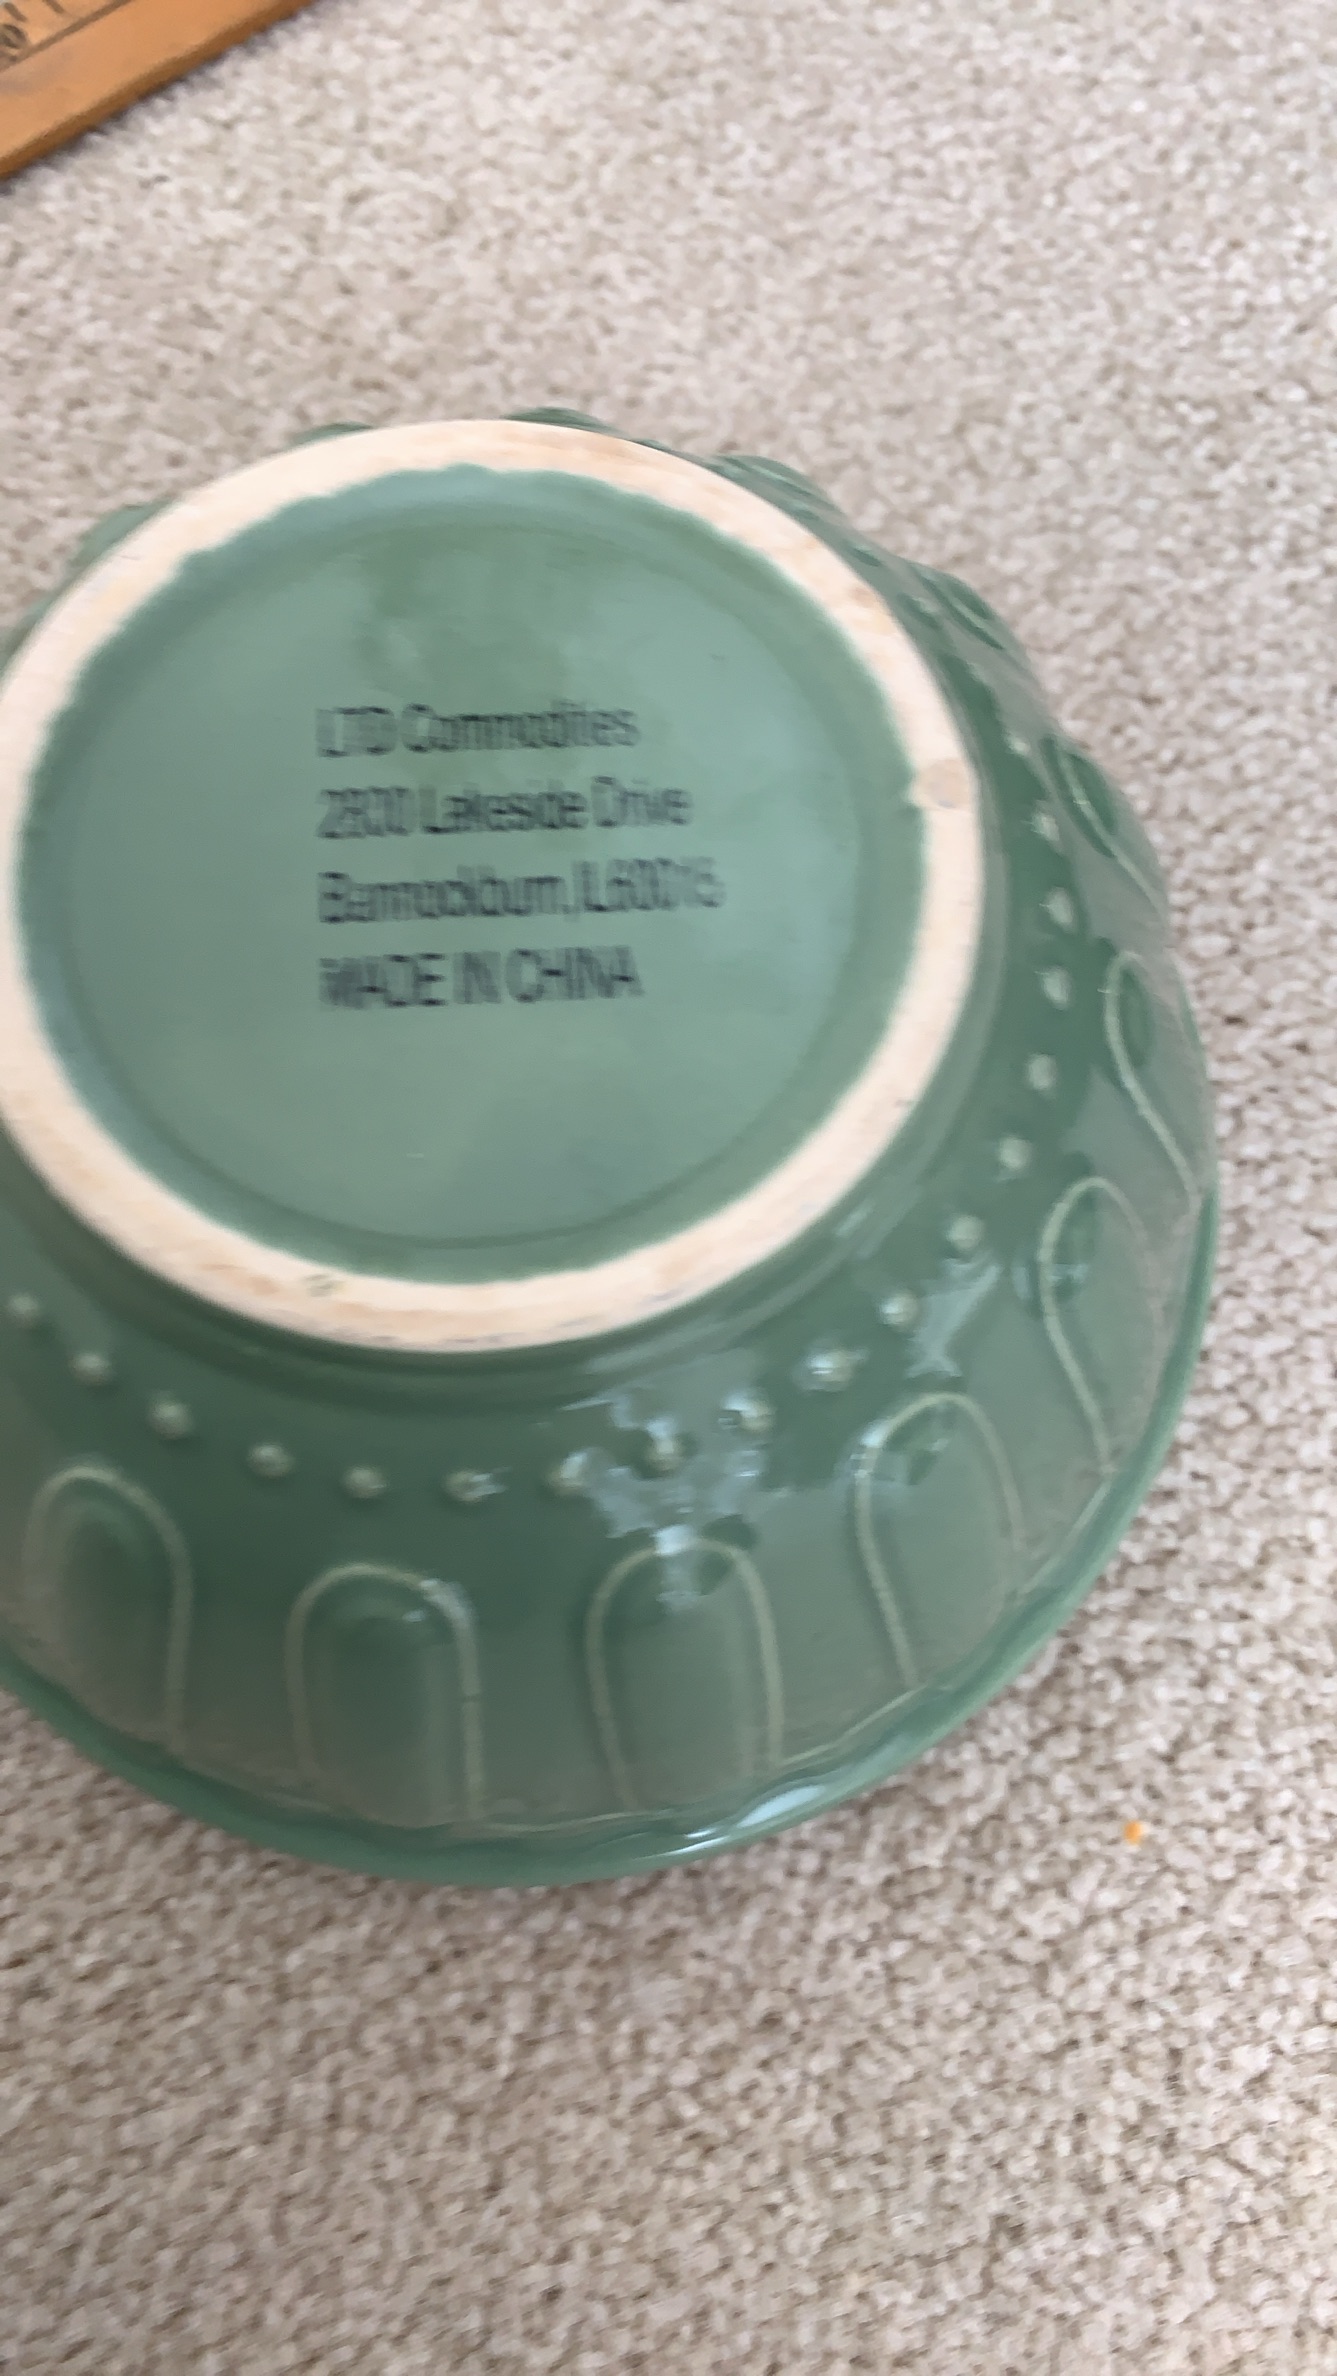 LTD Commodities
2800 Lakeside Drive
Bannockburn, IL 60015
MADE IN CHINA